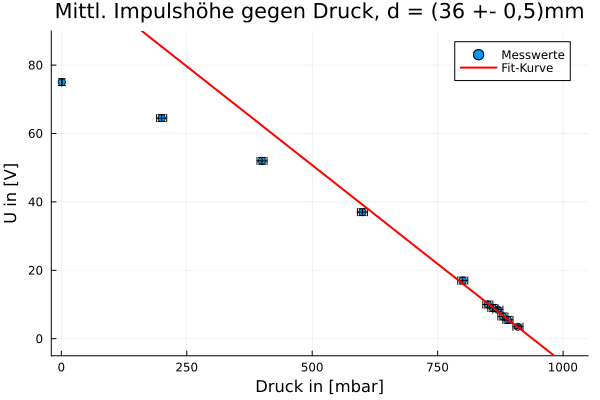 Mittl. Impulshöhe gegen Druck, d = (36 +- 0,5)mm
Messwerte
Fit-Kurve
U in [V]
80
60
40
20
0
0 250 500 750 1000
Druck in [mbar]